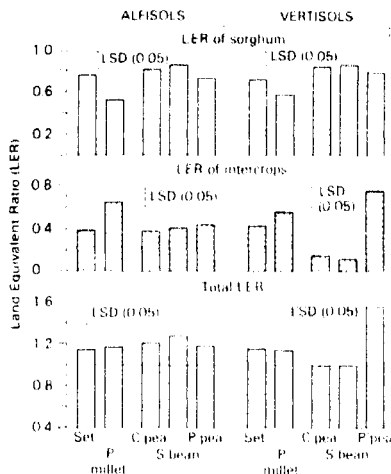 ALFISOLS VERTISOLS
LER of sorghum
1.0
LSD (0.05) LSD (0.05)
0.6
0.2
LER of intercrops
0.8
LSD (0.05) LSD
(0.05)
0.4
0
Total LER
1.6
LSD (0.05) LSD (0.05)
1.2
0.8
0.4
Set C pea P pea Set C pea P pea
P S bean P S bean
millet millet
Land Equivalent Ratio (LER)